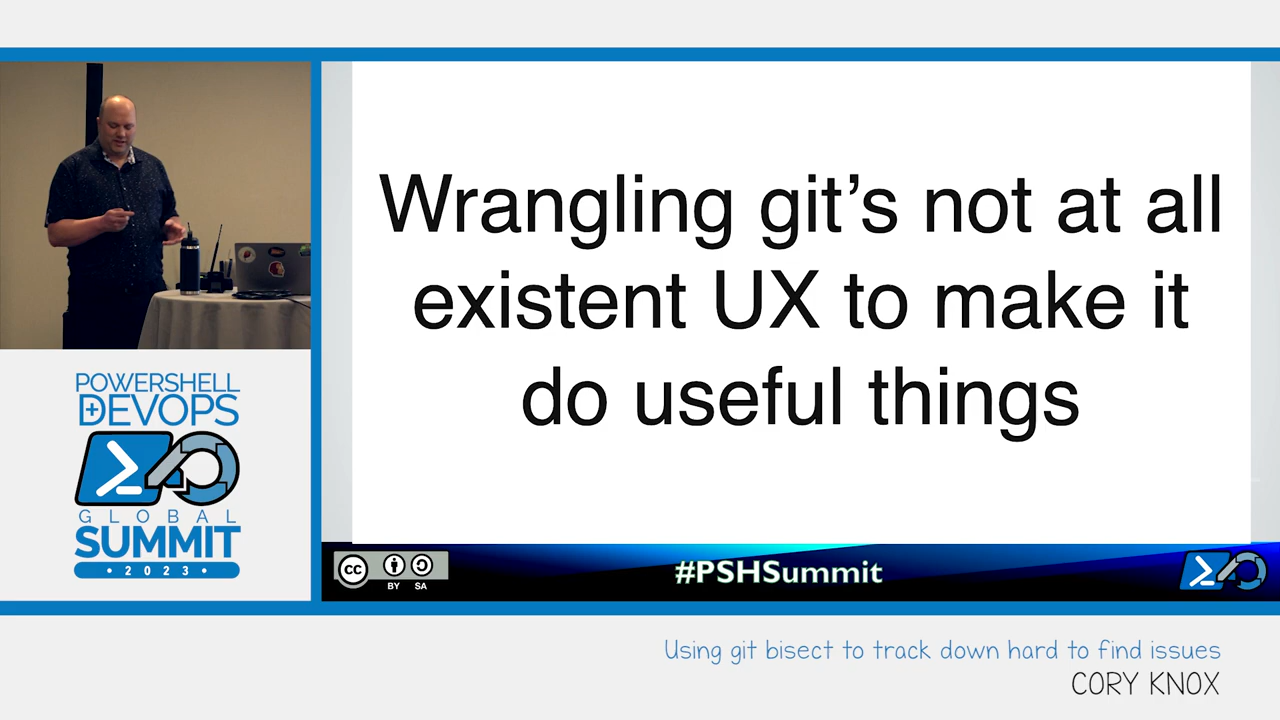 Wrangling git’s not at all
existent UX to make it
do useful things
POWERSHELL
+DEVOPS
GLOBAL
SUMMIT
• 2023 •
cc
BY SA
#PSHSummit
Using git bisect to track down hard to find issues
CORY KNOX